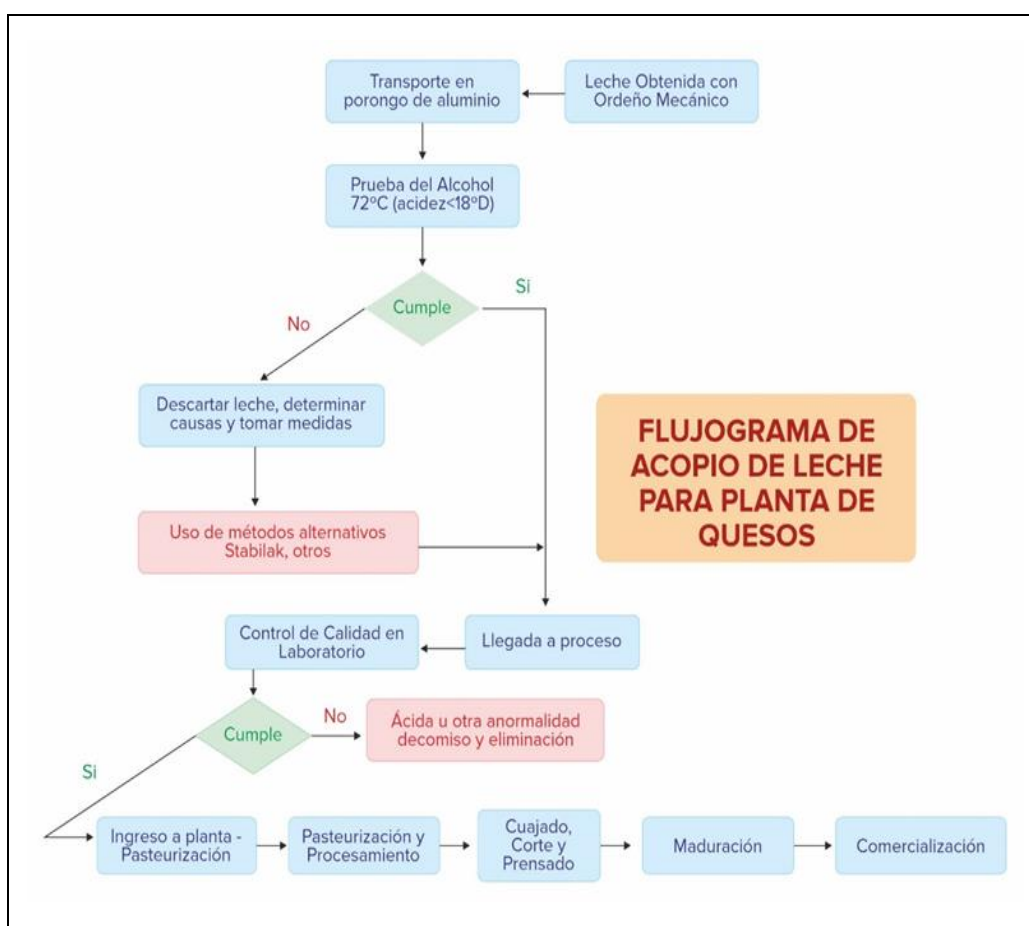 Transporte en
porongo de aluminio
Leche Obtenida con
Ordeño Mecánico
Prueba del Alcohol
72ºC (acidez<18ºD)
Cumple
Sí
No
Descartar leche, determinar
causas y tomar medidas
Uso de métodos alternativos
Stabilak, otros
FLUJOGRAMA DE
ACOPIO DE LECHE
PARA PLANTA DE
QUESOS
Llegada a proceso
Control de Calidad en
Laboratorio
Cumple
No
Ácida u otra anormalidad
decomiso y eliminación
Sí
Ingreso a planta -
Pasteurización
Pasteurización y
Procesamiento
Cuajado,
Corte y
Prensado
Maduración
Comercialización